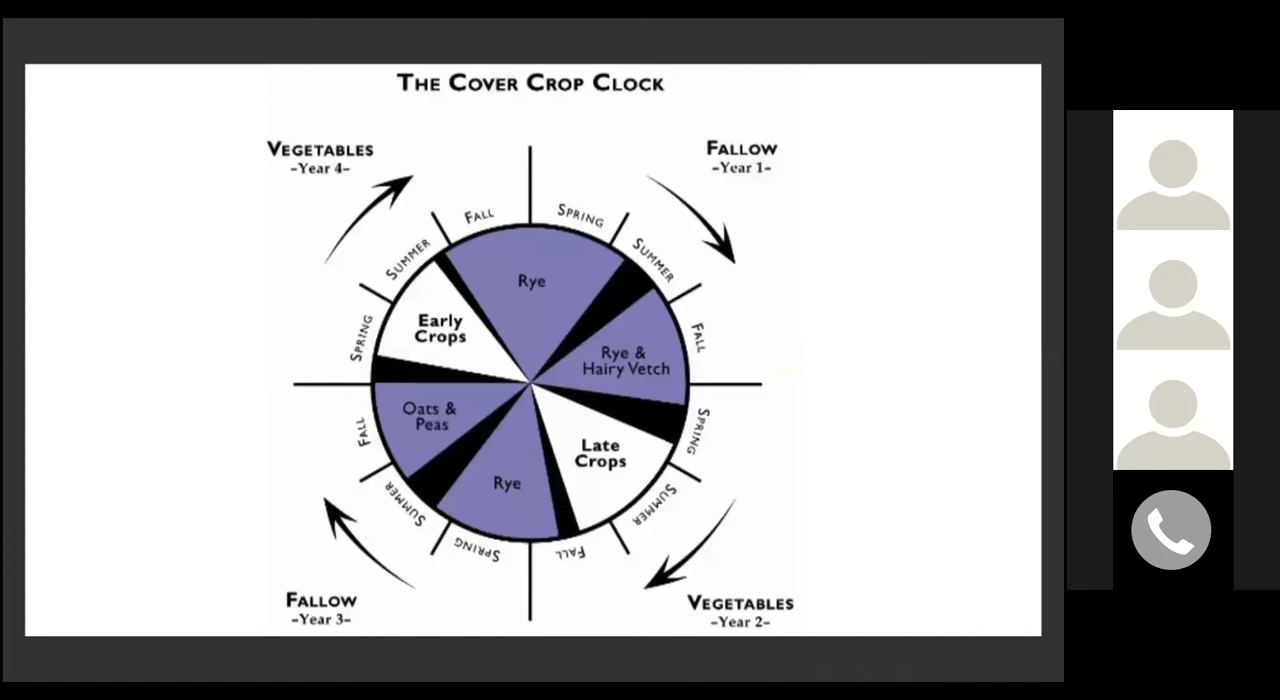 THE COVER CROP CLOCK
VEGETABLES
-Year 4-
FALLOW
-Year 1-
FALL
SPRING
SUMMER
SUMMER
Rye
SPRING
Early
Crops
FALL
Rye &
Hairy Vetch
Oats &
Peas
FALL
SPRING
Late
Crops
Rye
SUMMER
SUMMER
SPRING
FALL
FALLOW
-Year 3-
VEGETABLES
-Year 2-